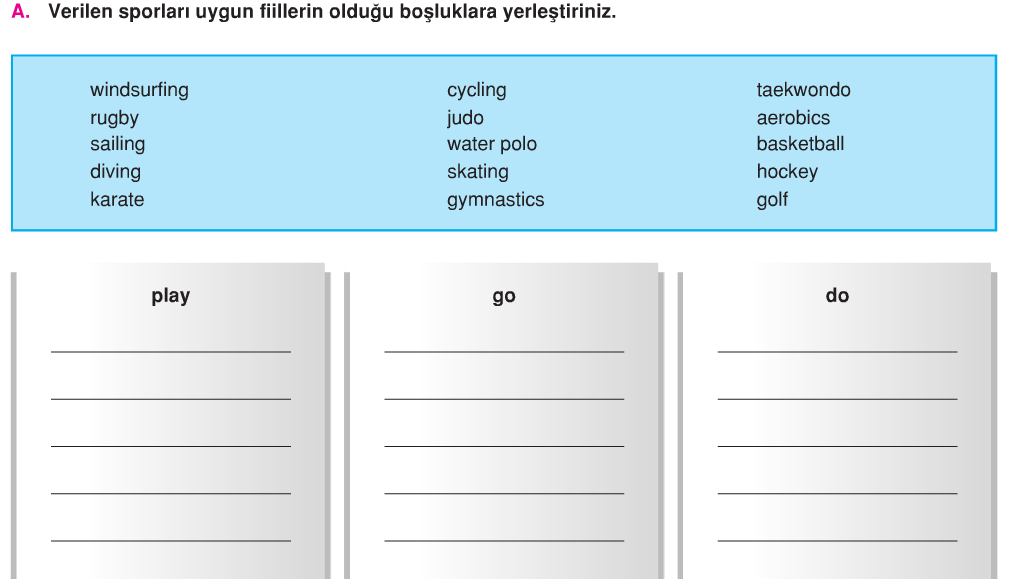 A. Verilen sporları uygun fiillerin olduğu boşluklara yerleştiriniz.
windsurfing cycling taekwondo
rugby judo aerobics
sailing water polo basketball
diving skating hockey
karate gymnastics golf
play go do